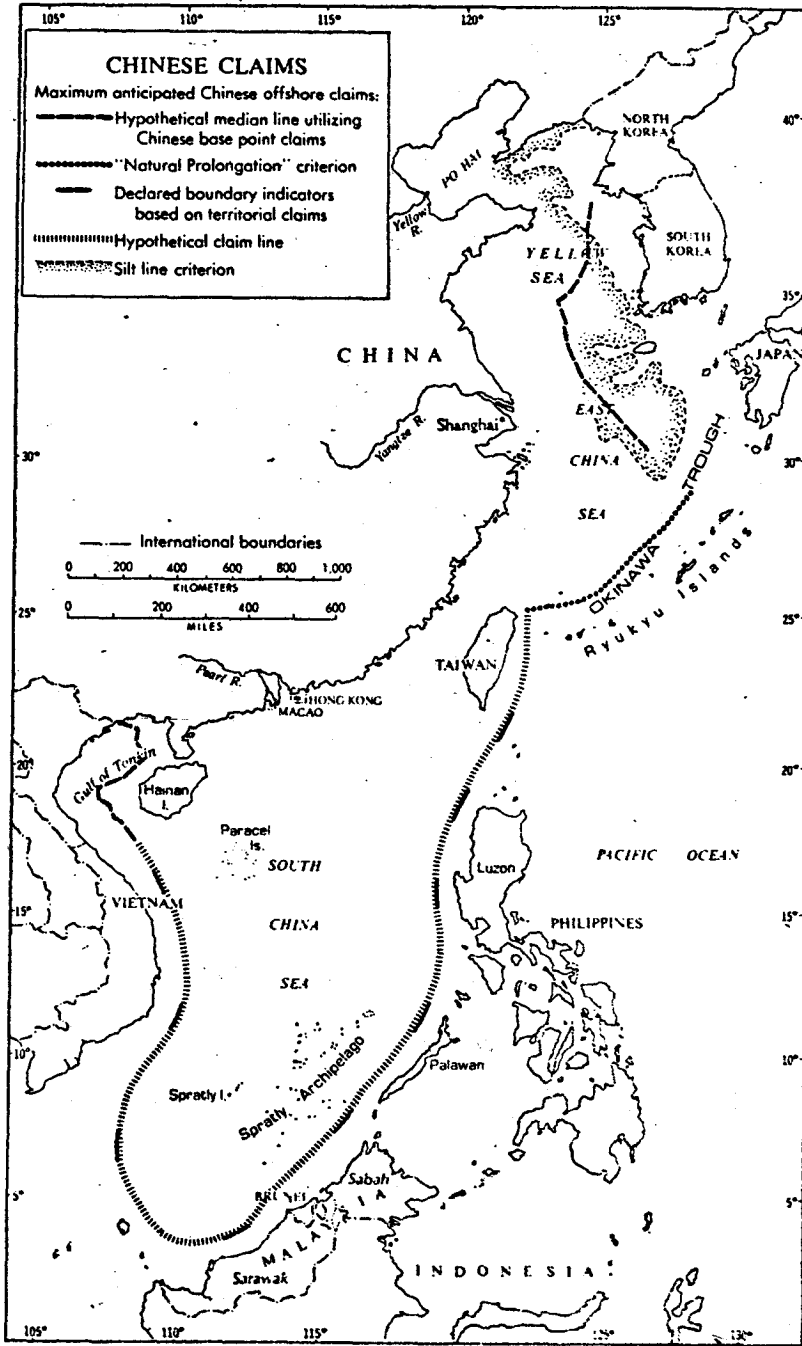 105° 110° 115° 120° 125° 130°
CHINESE CLAIMS
Maximum anticipated Chinese offshore claims:
Hypothetical median line utilizing
Chinese base point claims
"Natural Prolongation" criterion
Declared boundary indicators
based on territorial claims
Hypothetical claim line
Silt line criterion
40° 40°
NORTH
KOREA
PO HAI
Yellow
R.
SOUTH
KOREA
YELLOW
SEA
35°
CHINA
JAPAN
Shanghai
Yangtze R.
EAST
CHINA
SEA
30° 30°
TROUGH
OKINAWA
Ryukyu Islands
International boundaries
0 200 400 600 800 1,000
KILOMETERS
0 200 400 600
MILES
25° 25°
TAIWAN
Pearl R.
HONG KONG
MACAO
20° 20°
Gulf of Tonkin
Hainan
I.
Paracel
Is.
SOUTH
CHINA
SEA
Luzon
PACIFIC OCEAN
VIETNAM
15° 15°
PHILIPPINES
10° 10°
Palawan
Spratly I.
Spratly Archipelago
5° 5°
BRUNEI
Sabah
MALAYSIA
Sarawak
INDONESIA
105° 110° 115° 125° 130°